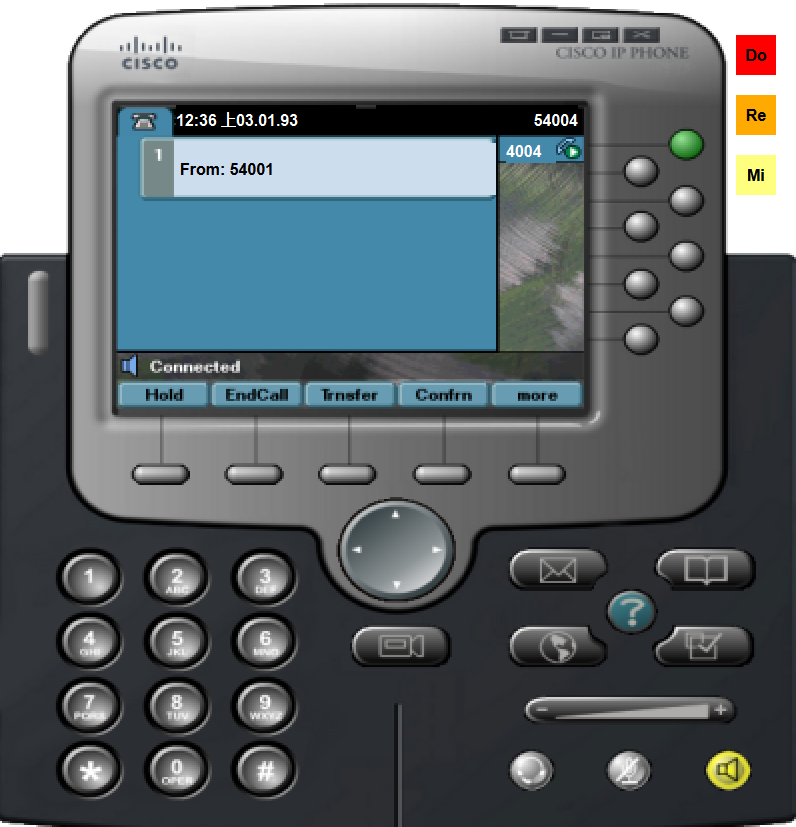 CISCO
CISCO IP PHONE
Do
Re
Mi
12:36 上03.01.93
54004
1
From: 54001
4004
Connected
Hold
EndCall
Trnsfer
Confrn
more
1
2
ABC
3
DEF
4
GHI
5
JKL
6
MNO
7
PQRS
8
TUV
9
WXYZ
*
0
OPER
#
?
−
+